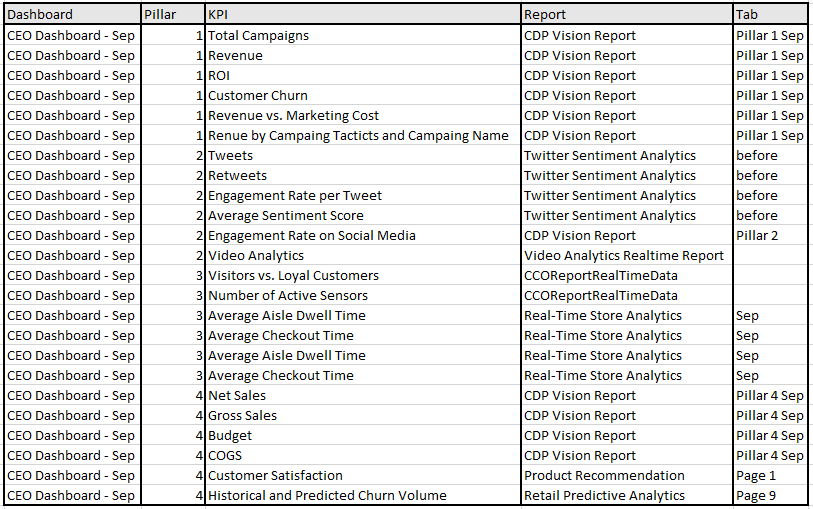 Dashboard Pillar KPI Report Tab
CEO Dashboard - Sep 1 Total Campaigns CDP Vision Report Pillar 1 Sep
CEO Dashboard - Sep 1 Revenue CDP Vision Report Pillar 1 Sep
CEO Dashboard - Sep 1 ROI CDP Vision Report Pillar 1 Sep
CEO Dashboard - Sep 1 Customer Churn CDP Vision Report Pillar 1 Sep
CEO Dashboard - Sep 1 Revenue vs. Marketing Cost CDP Vision Report Pillar 1 Sep
CEO Dashboard - Sep 1 Renue by Campaing Tacticts and Campaing Name CDP Vision Report Pillar 1 Sep
CEO Dashboard - Sep 2 Tweets Twitter Sentiment Analytics before
CEO Dashboard - Sep 2 Retweets Twitter Sentiment Analytics before
CEO Dashboard - Sep 2 Engagement Rate per Tweet Twitter Sentiment Analytics before
CEO Dashboard - Sep 2 Average Sentiment Score Twitter Sentiment Analytics before
CEO Dashboard - Sep 2 Engagement Rate on Social Media CDP Vision Report Pillar 2
CEO Dashboard - Sep 2 Video Analytics Video Analytics Realtime Report
CEO Dashboard - Sep 3 Visitors vs. Loyal Customers CCOReportRealTimeData
CEO Dashboard - Sep 3 Number of Active Sensors CCOReportRealTimeData
CEO Dashboard - Sep 3 Average Aisle Dwell Time Real-Time Store Analytics Sep
CEO Dashboard - Sep 3 Average Checkout Time Real-Time Store Analytics Sep
CEO Dashboard - Sep 3 Average Aisle Dwell Time Real-Time Store Analytics Sep
CEO Dashboard - Sep 3 Average Checkout Time Real-Time Store Analytics Sep
CEO Dashboard - Sep 4 Net Sales CDP Vision Report Pillar 4 Sep
CEO Dashboard - Sep 4 Gross Sales CDP Vision Report Pillar 4 Sep
CEO Dashboard - Sep 4 Budget CDP Vision Report Pillar 4 Sep
CEO Dashboard - Sep 4 COGS CDP Vision Report Pillar 4 Sep
CEO Dashboard - Sep 4 Customer Satisfaction Product Recommendation Page 1
CEO Dashboard - Sep 4 Historical and Predicted Churn Volume Retail Predictive Analytics Page 9